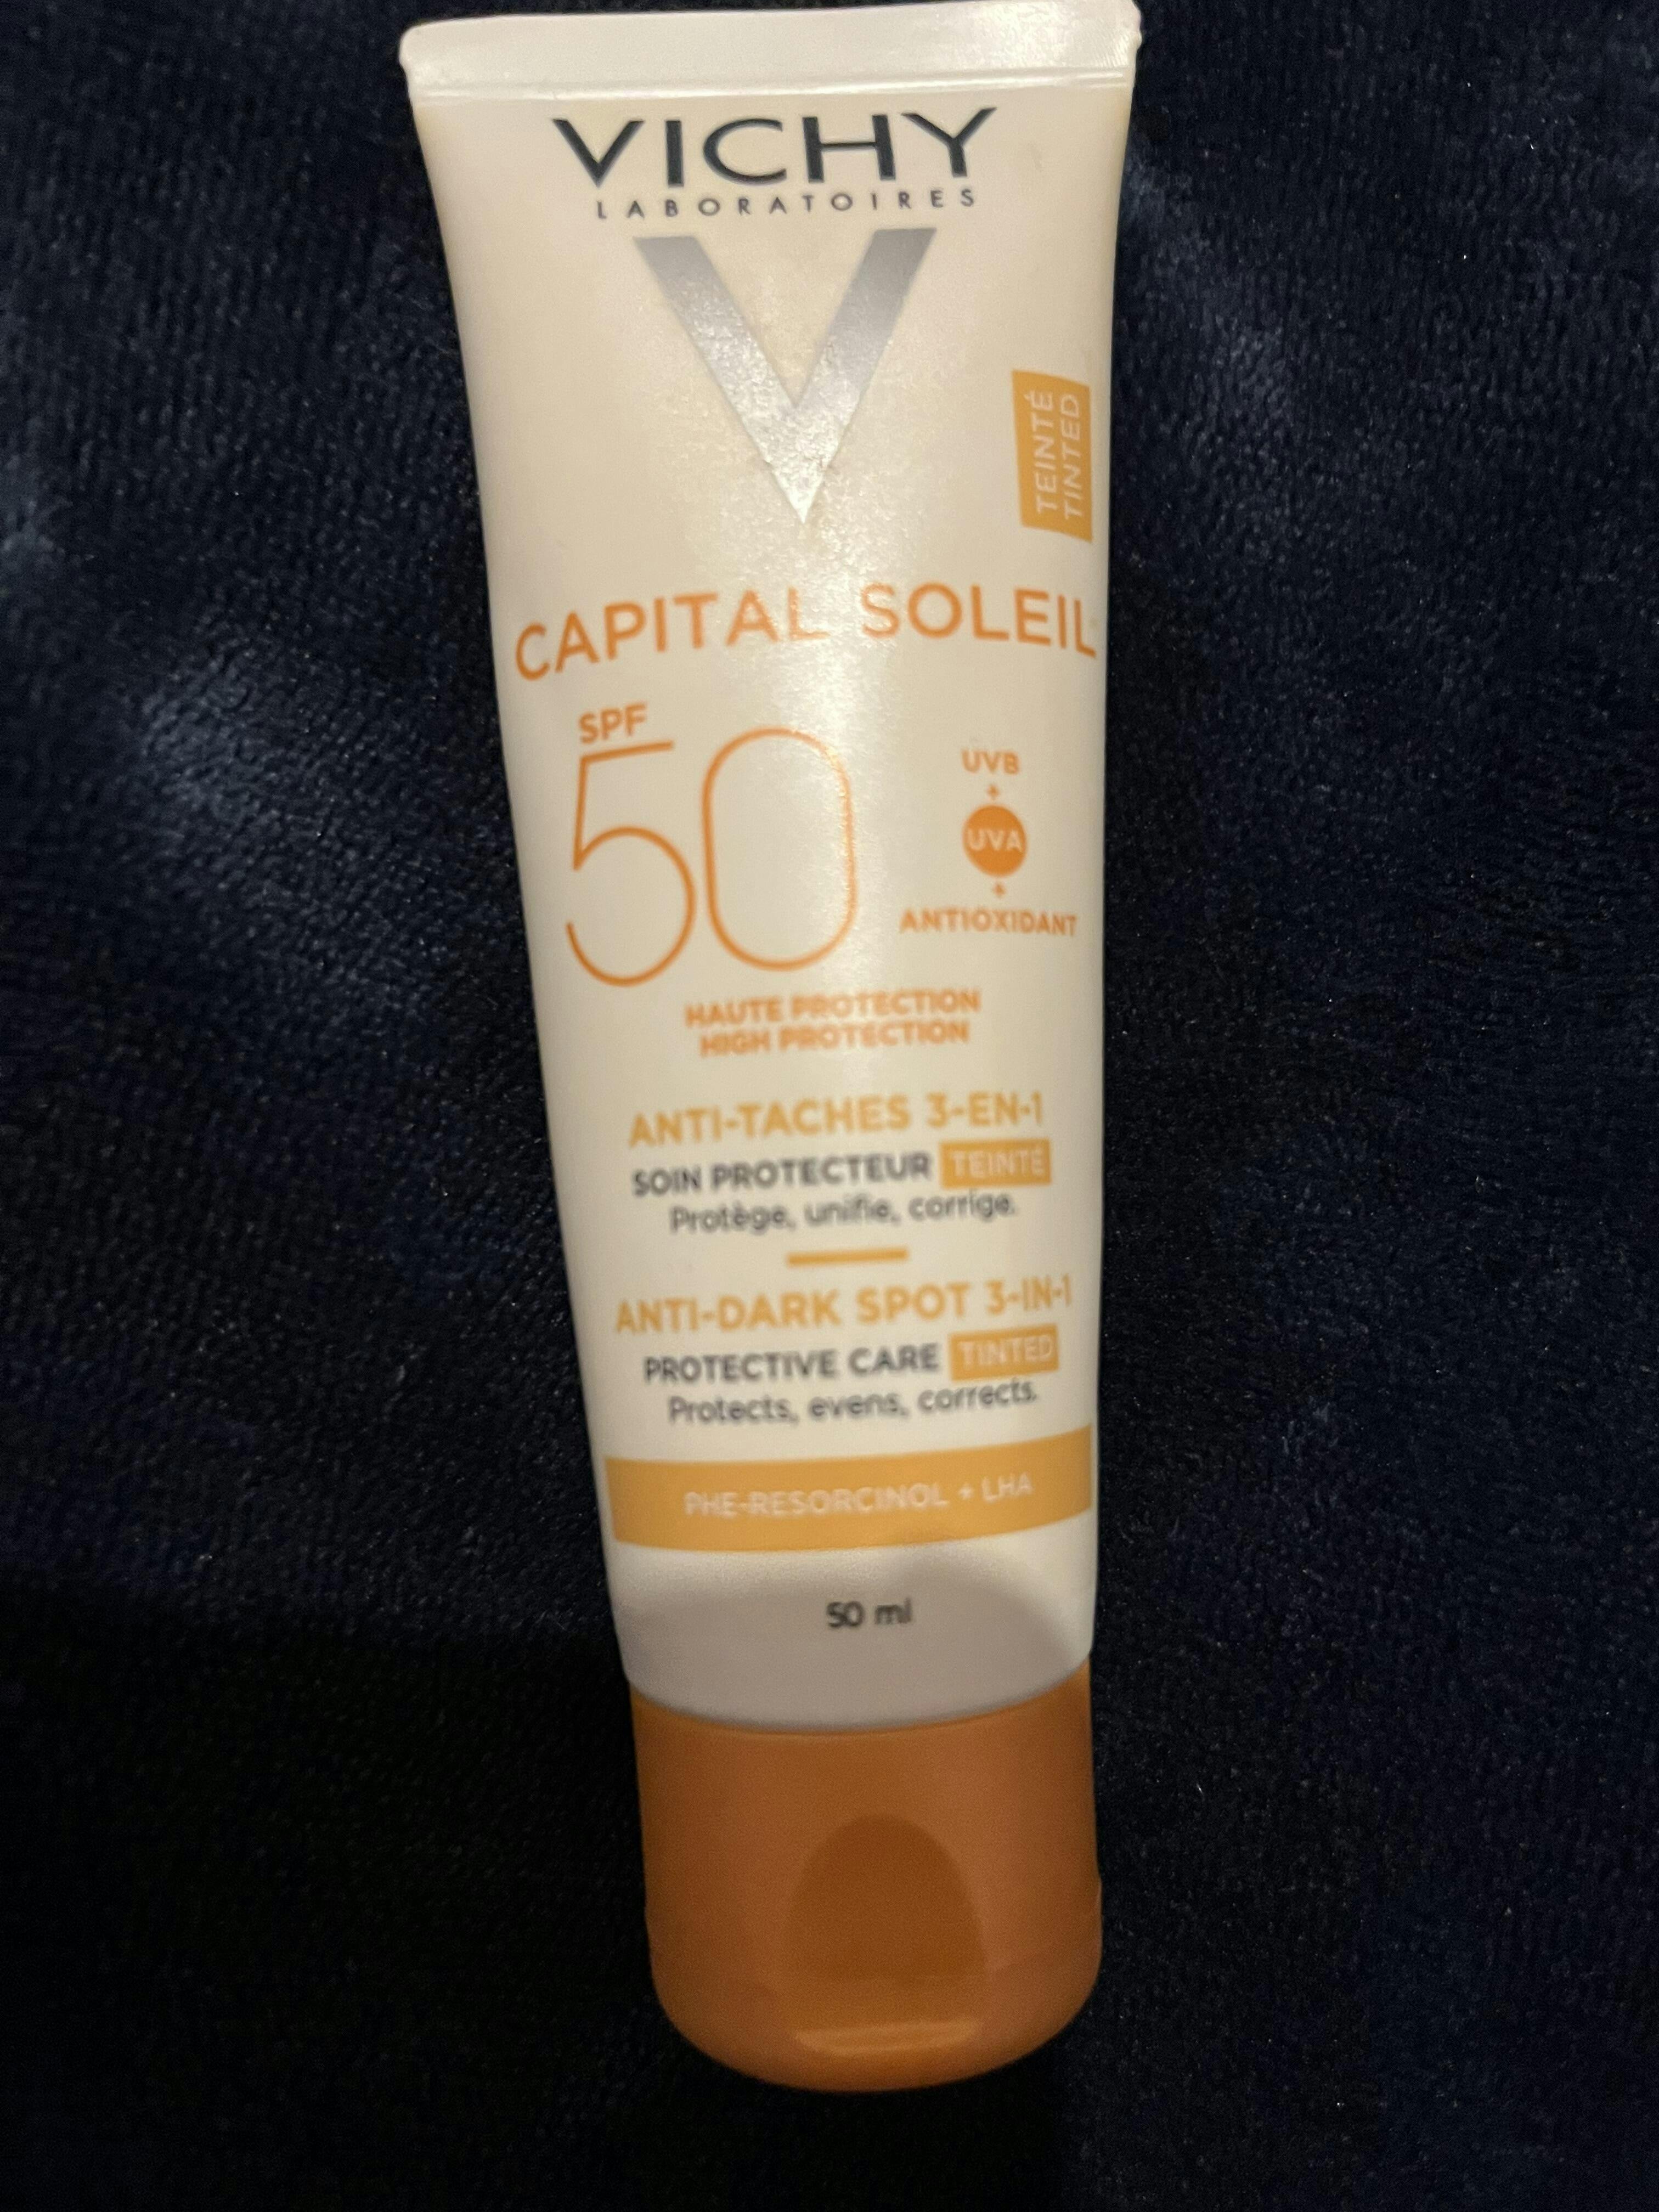 VICHY
LABORATOIRES
TEINTÉ
TINTED
CAPITAL SOLEIL
SPF
50
UVB
+
UVA
+
ANTIOXIDANT
HAUTE PROTECTION
HIGH PROTECTION
ANTI-TACHES 3-EN-1
SOIN PROTECTEUR TEINTÉ
Protège, unifie, corrige.
ANTI-DARK SPOT 3-IN-1
PROTECTIVE CARE TINTED
Protects, evens, corrects.
PHE-RESORCINOL + LHA
50 ml